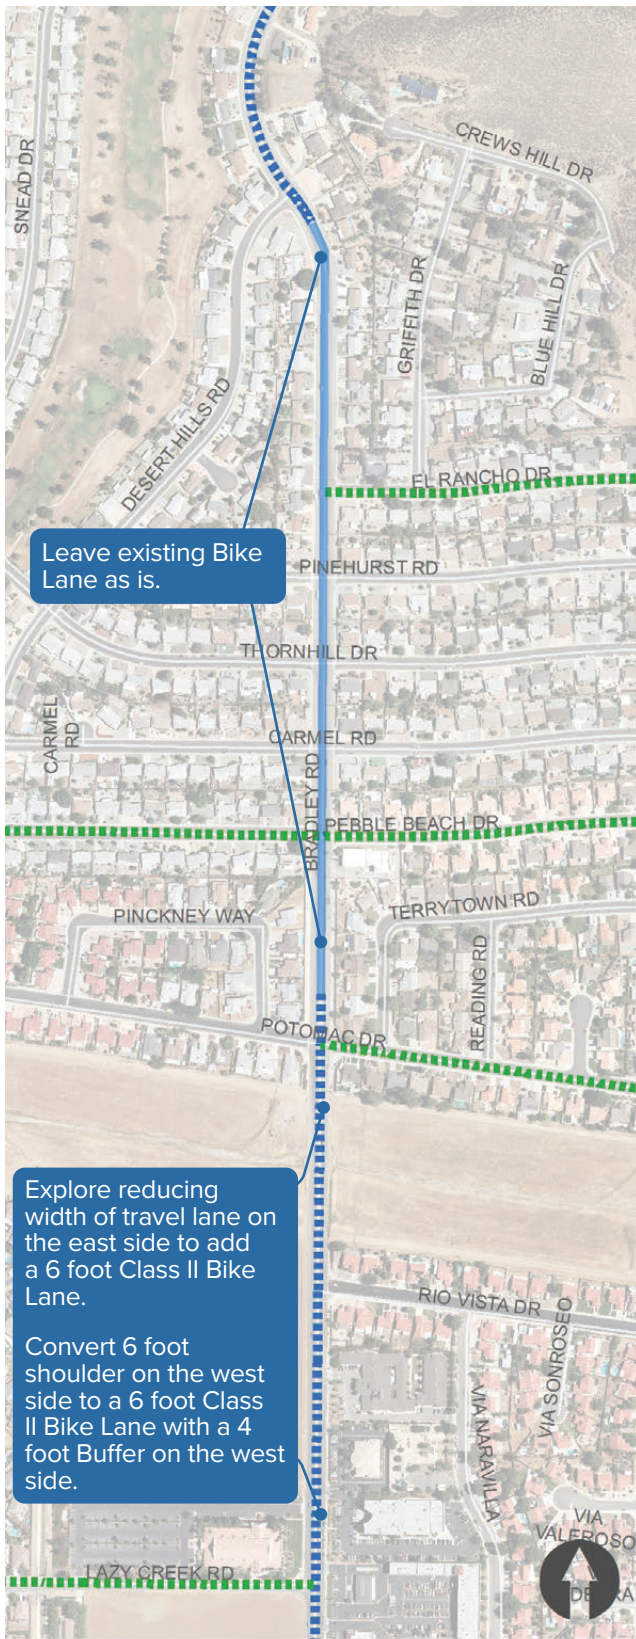 CREWS HILL DR
SNEAD DR
GRIFFITH DR
BLUE HILL DR
DESERT HILLS RD
EL RANCHO DR
Leave existing Bike
Lane as is.
PINEHURST RD
THORNHILL DR
CARMEL
RD
CARMEL RD
BRADLEY RD
PEBBLE BEACH DR
PINCKNEY WAY
TERRYTOWN RD
READING RD
POTOMAC DR
Explore reducing
width of travel lane on
the east side to add
a 6 foot Class II Bike
Lane.
Convert 6 foot
shoulder on the west
side to a 6 foot Class
II Bike Lane with a 4
foot Buffer on the west
side.
RIO VISTA DR
VIA SONROSEO
VIA NARAVILLA
VIA
VALEROSO
LAZY CREEK RD